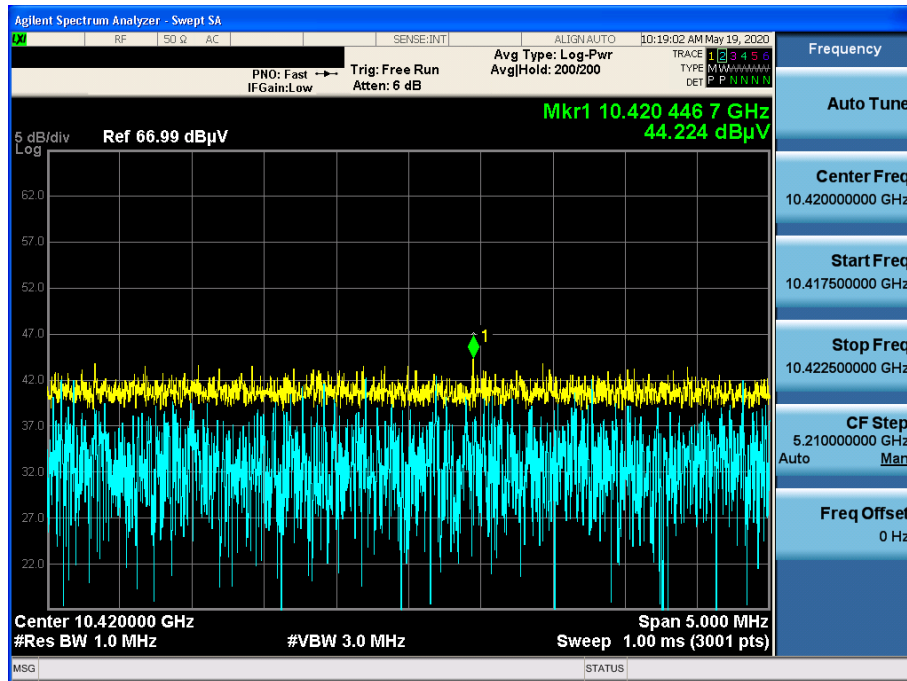 Agilent Spectrum Analyzer - Swept SA
LXI RF 50 Ω AC SENSE:INT ALIGN AUTO 10:19:02 AM May 19, 2020
PNO: Fast Trig: Free Run Avg Type: Log-Pwr TRACE 1 2 3 4 5 6
IFGain:Low Atten: 6 dB Avg|Hold: 200/200 TYPE M W W W W W
DET P P N N N N
Frequency
Mkr1 10.420 446 7 GHz
44.224 dBµV
5 dB/div Ref 66.99 dBµV
Log
62.0
57.0
52.0
47.0
42.0
37.0
32.0
27.0
22.0
1
Center 10.420000 GHz Span 5.000 MHz
#Res BW 1.0 MHz #VBW 3.0 MHz Sweep 1.00 ms (3001 pts)
MSG STATUS
Auto Tune
Center Freq
10.420000000 GHz
Start Freq
10.417500000 GHz
Stop Freq
10.422500000 GHz
CF Step
5.210000000 GHz
Auto Man
Freq Offset
0 Hz